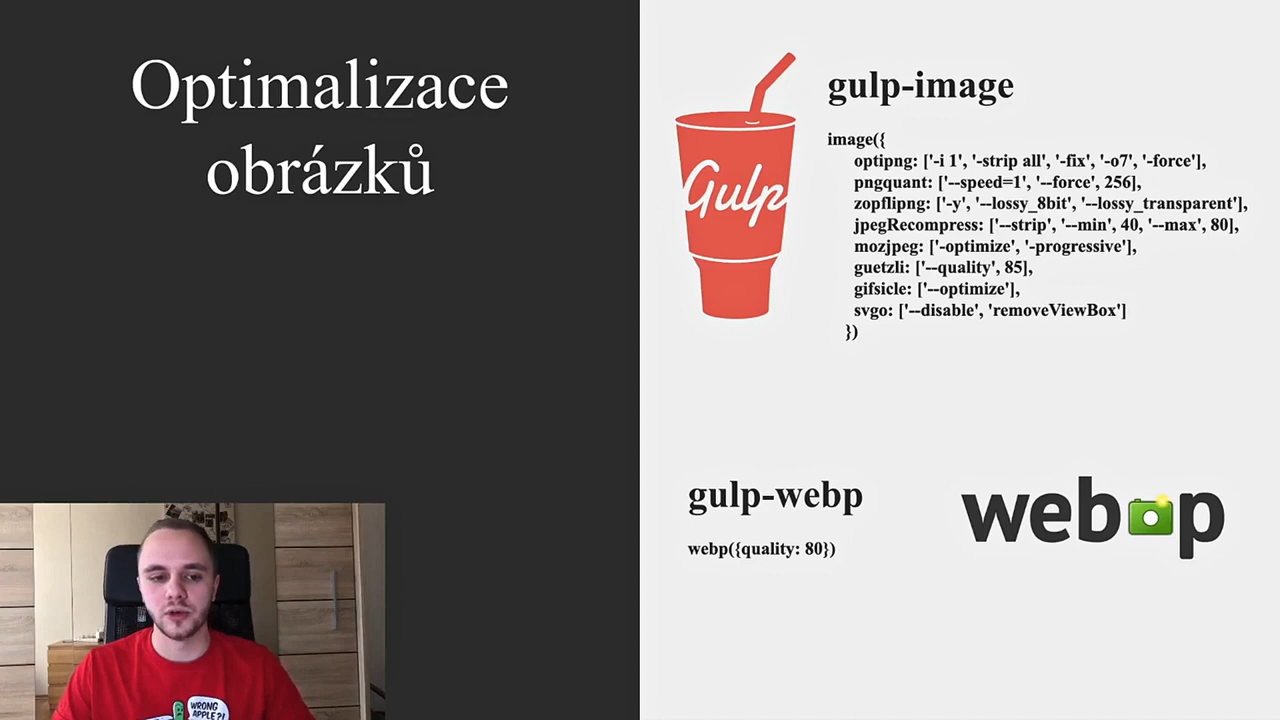 Optimalizace
obrázků
Gulp
gulp-image
image({
optipng: ['-i 1', '-strip all', '-fix', '-o7', '-force'],
pngquant: ['--speed=1', '--force', 256],
zopflipng: ['-y', '--lossy_8bit', '--lossy_transparent'],
jpegRecompress: ['--strip', '--min', 40, '--max', 80],
mozjpeg: ['-optimize', '-progressive'],
guetzli: ['--quality', 85],
gifsicle: ['--optimize'],
svgo: ['--disable', 'removeViewBox']
})
gulp-webp
webp({quality: 80})
webp
WRONG
APPLE?!